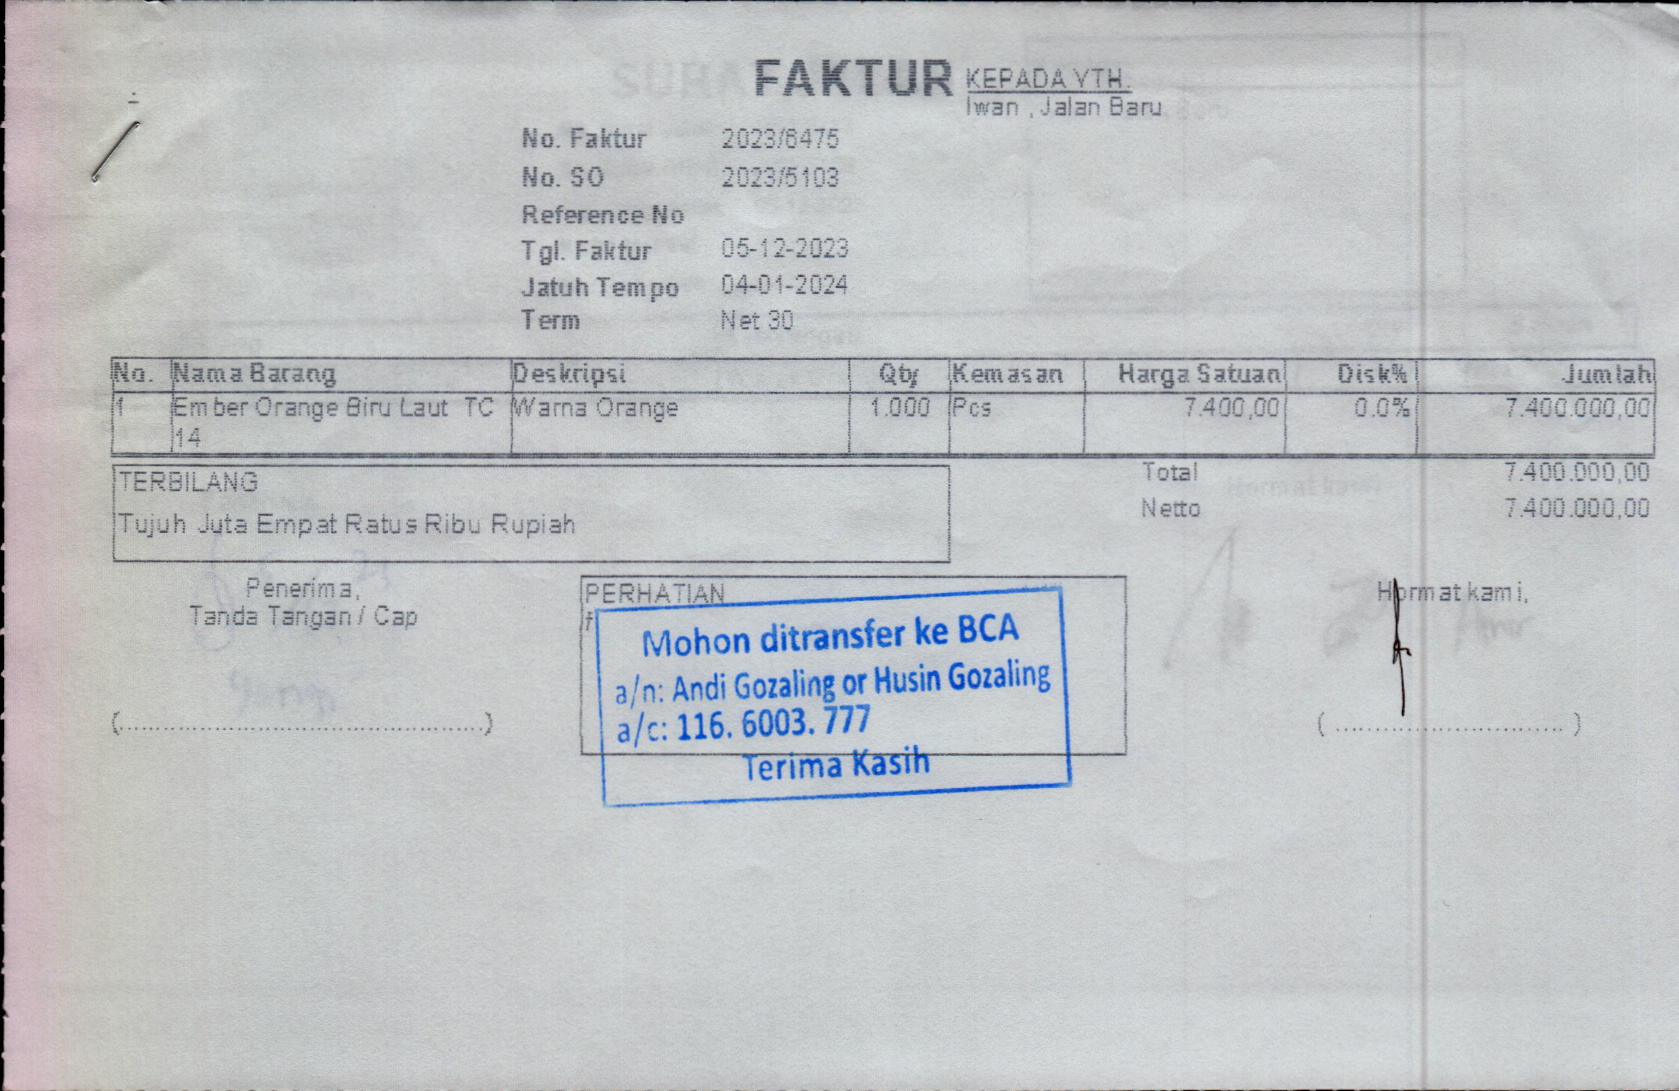 FAKTUR
KEPADA YTH.
Iwan , Jalan Baru
No. Faktur 2023/6475
No. SO 2023/5103
Reference No
Tgl. Faktur 05-12-2023
Jatuh Tempo 04-01-2024
Term Net 30
No. Nama Barang Deskripsi Qty Kemasan Harga Satuan Disk% Jumlah
1 Ember Orange Biru Laut TC Warna Orange 1.000 Pcs 7.400,00 0.0% 7.400.000,00
14
TERBILANG
Tujuh Juta Empat Ratus Ribu Rupiah
Total 7.400.000,00
Netto 7.400.000,00
Penerima,
Tanda Tangan / Cap
(..........................................)
PERHATIAN
Mohon ditransfer ke BCA
a/n: Andi Gozaling or Husin Gozaling
a/c: 116. 6003. 777
Terima Kasih
Hormat kami,
( .......................... )